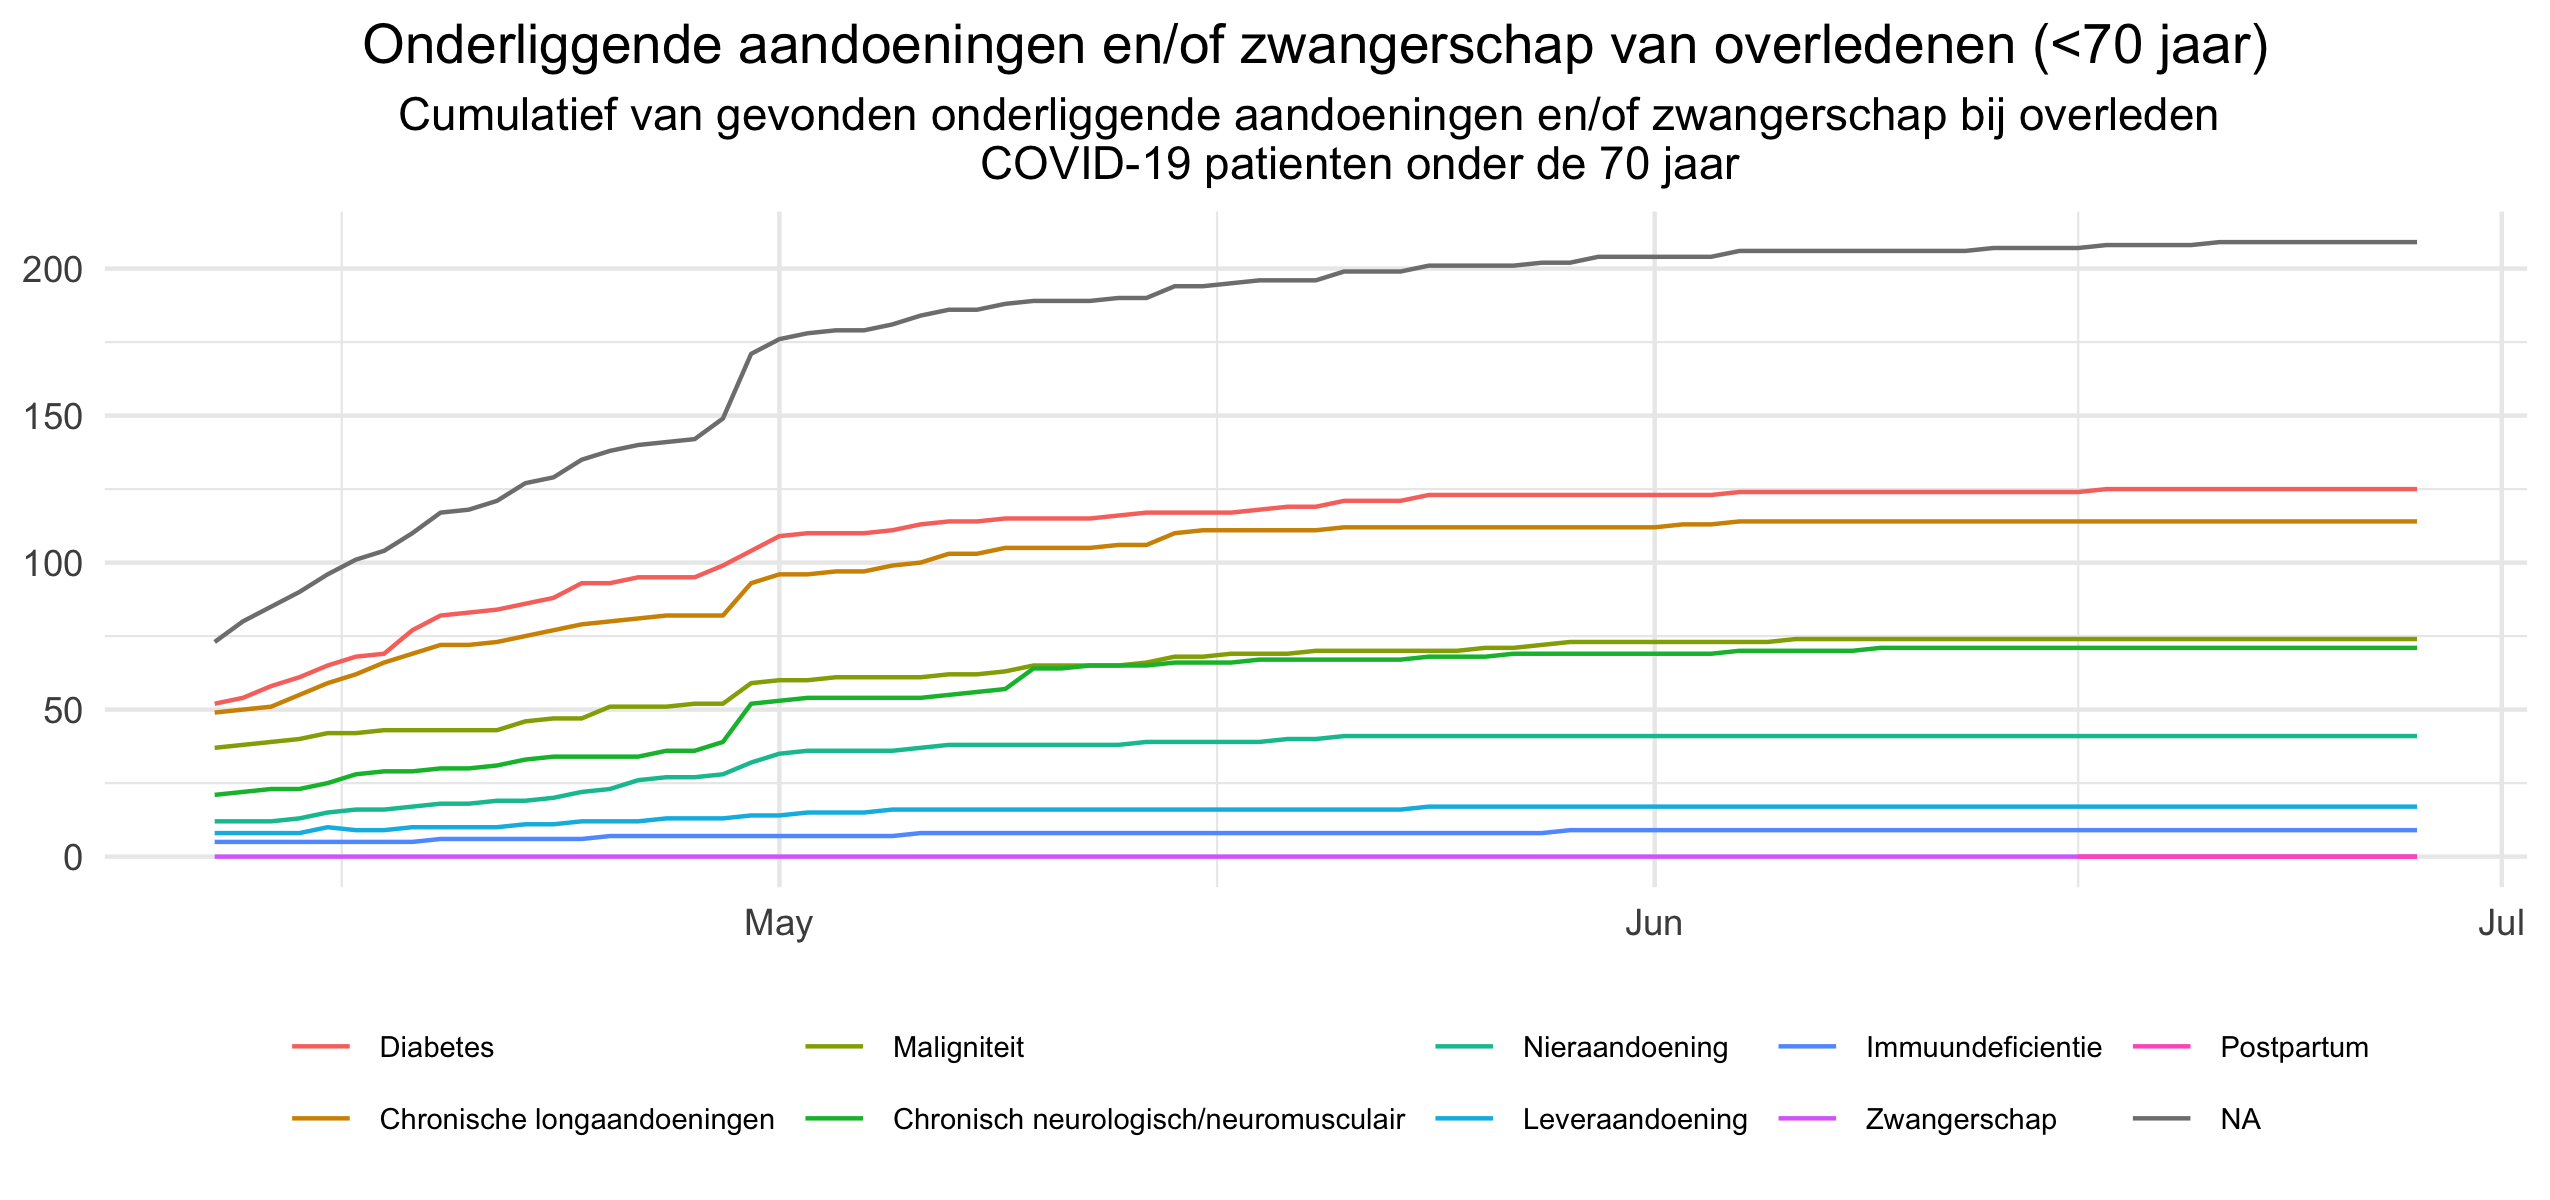 Onderliggende aandoeningen en/of zwangerschap van overledenen (<70 jaar)
Cumulatief van gevonden onderliggende aandoeningen en/of zwangerschap bij overleden
COVID-19 patienten onder de 70 jaar
200
150
100
50
0
May Jun Jul
Diabetes Maligniteit Nieraandoening Immuundeficientie Postpartum
Chronische longaandoeningen Chronisch neurologisch/neuromusculair Leveraandoening Zwangerschap NA